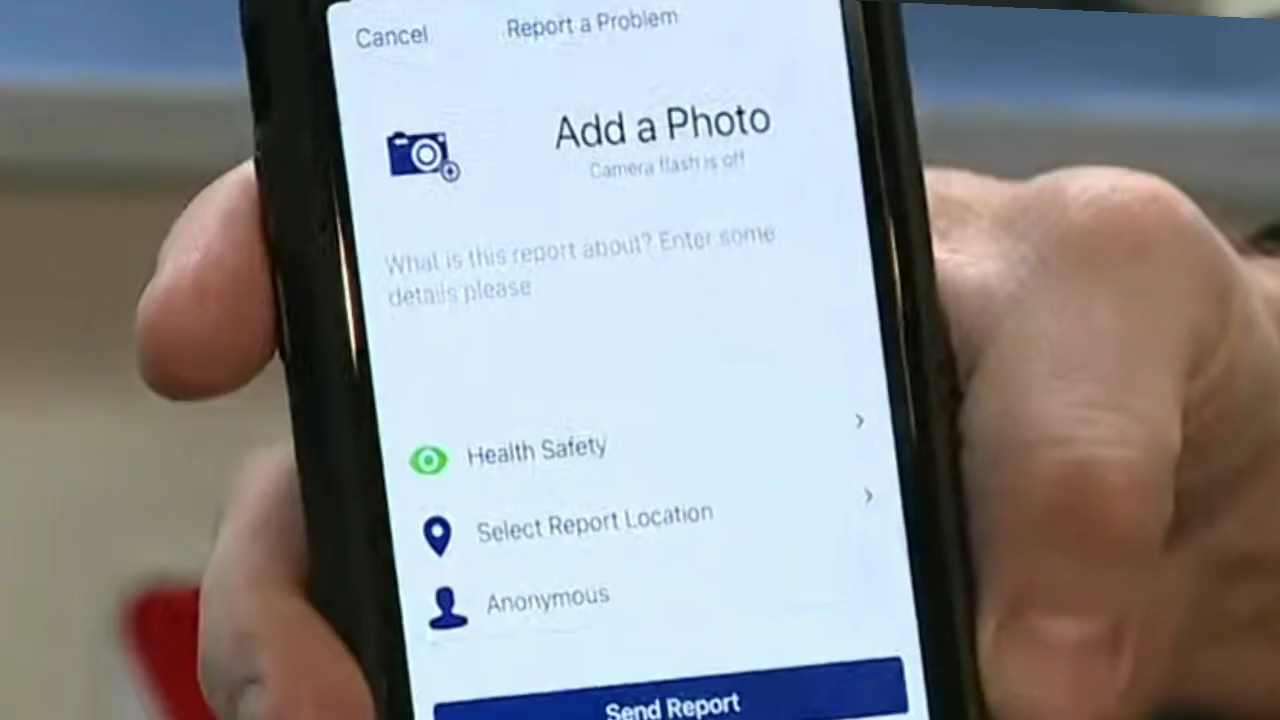 Cancel
Report a Problem
Add a Photo
Camera flash is off
What is this report about? Enter some
details please
Health Safety
Select Report Location
Anonymous
Send Report